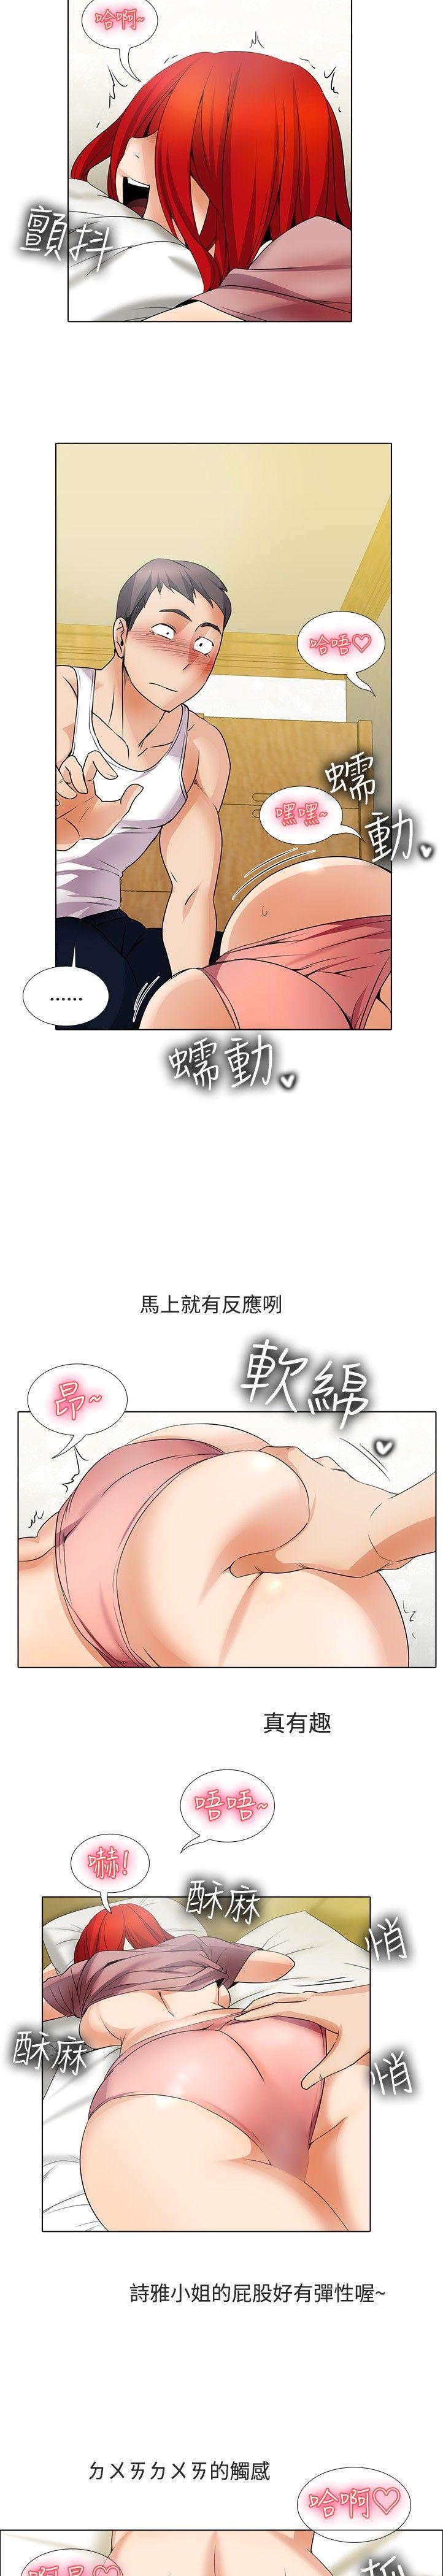 哈啊~
顫抖
哈唔♡
蠕動♥
嘿嘿~
......
蠕動♥
馬上就有反應咧
軟綿♥
昂~
真有趣
唔唔~
嚇!
酥麻
悄
酥麻
悄
詩雅小姐的屁股好有彈性喔~
ㄉㄨㄞㄉㄨㄞ的觸感
哈啊♡